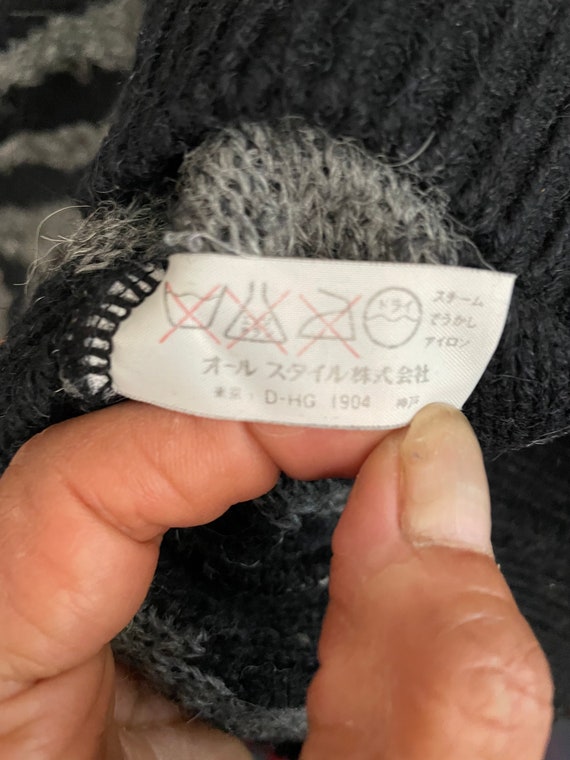 ドライ
スチーム
でうかし
アイロン
オール スタイル株式会社
東京・D-HG 1904 神戸